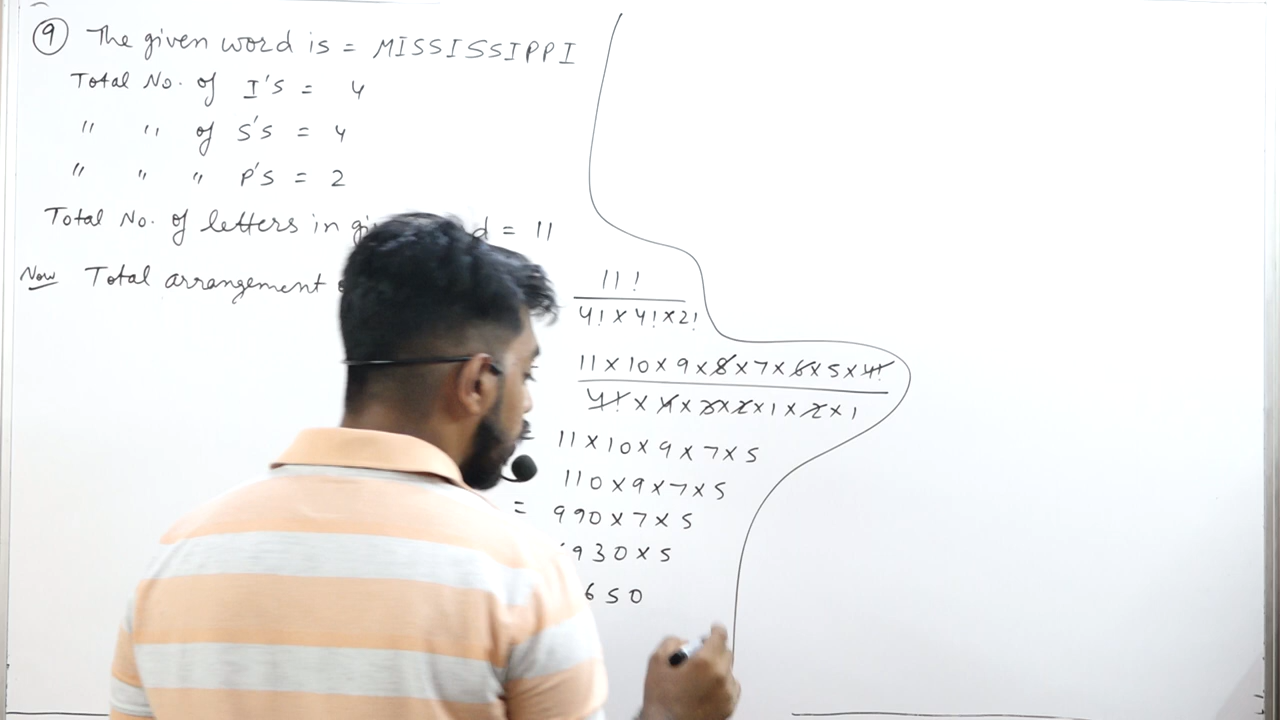 9 The given word is = MISSISSIPPI
Total No. of I's = 4
" " of S's = 4
" " " P's = 2
Total No. of letters in = 11
Now Total arrangement
11!
4! x 4! x 2!
11 x 10 x 9 x 8 x 7 x 6 x 5 x 4!
4! x 4 x 3 x 2 x 1 x 2 x 1
= 11 x 10 x 9 x 7 x 5
110 x 9 x 7 x 5
= 990 x 7 x 5
930 x 5
650